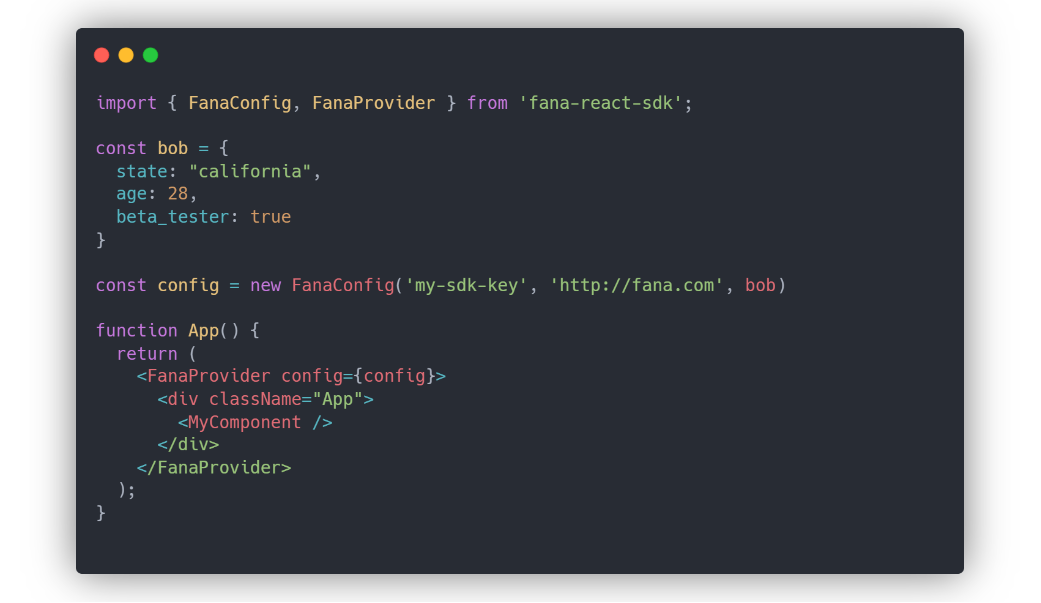 import { FanaConfig, FanaProvider } from 'fana-react-sdk';

const bob = {
  state: "california",
  age: 28,
  beta_tester: true
}

const config = new FanaConfig('my-sdk-key', 'http://fana.com', bob)

function App() {
  return (
    <FanaProvider config={config}>
      <div className="App">
        <MyComponent />
      </div>
    </FanaProvider>
  );
}